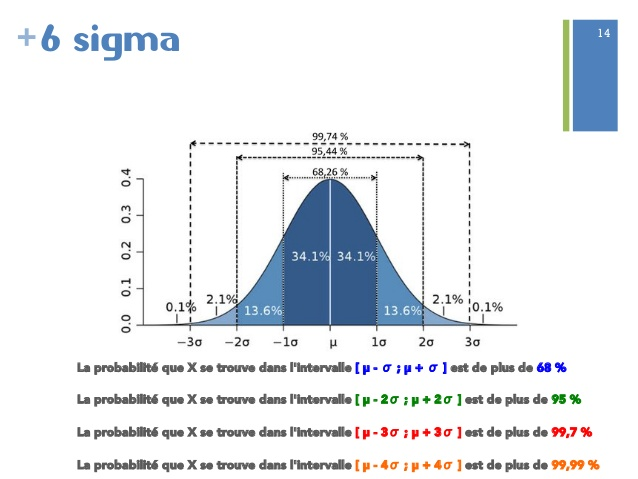 +6 sigma
14
99,74 %
95,44 %
68,26 %
0.4
0.3
0.2
0.1
0.0
34.1% 34.1%
13.6% 13.6%
2.1% 2.1%
0.1% 0.1%
−3σ −2σ −1σ μ 1σ 2σ 3σ
La probabilité que X se trouve dans l'intervalle [ μ - σ ; μ + σ ] est de plus de 68 %
La probabilité que X se trouve dans l'intervalle [ μ - 2σ ; μ + 2σ ] est de plus de 95 %
La probabilité que X se trouve dans l'intervalle [ μ - 3σ ; μ + 3σ ] est de plus de 99,7 %
La probabilité que X se trouve dans l'intervalle [ μ - 4σ ; μ + 4σ ] est de plus de 99,99 %